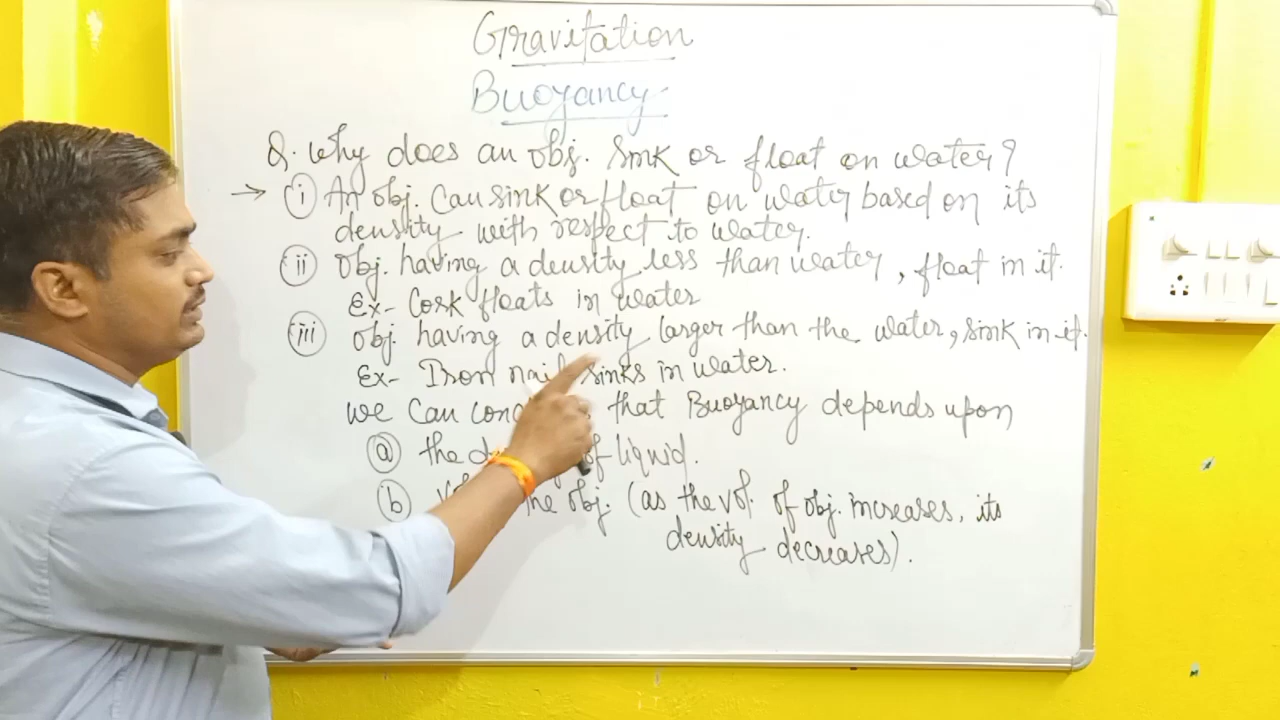 Gravitation
Buoyancy
Q. Why does an obj. sink or float on water?
→ (i) An obj. can sink or float on water based on its
density with respect to water.
(ii) Obj. having a density less than water, float in it.
Ex- Cork floats in water
(iii) Obj. having a density larger than the water, sink in it.
Ex- Iron nail sinks in water.
We can that Buoyancy depends upon
(a) the of liquid.
(b) the obj. (as the vol. of obj. increases, its
density decreases).